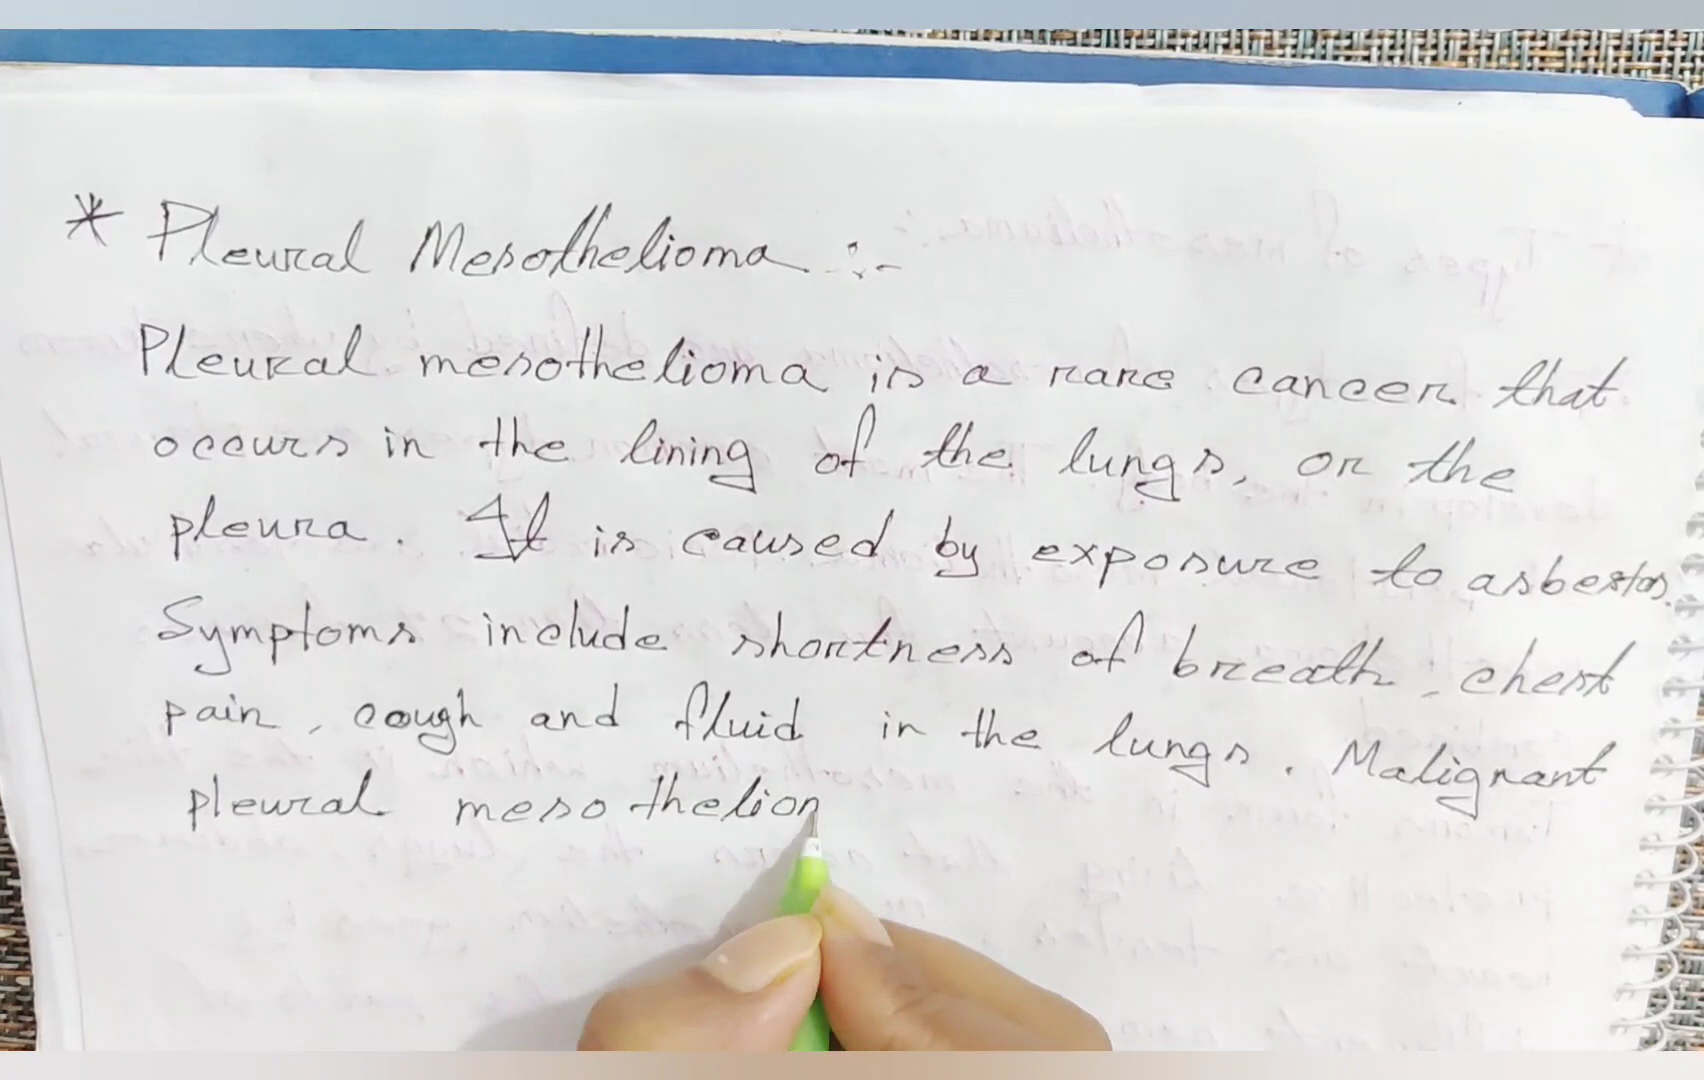 * Pleural Mesothelioma :-
Pleural mesothelioma is a rare cancer that
occurs in the lining of the lungs, or the
pleura. It is caused by exposure to asbestos.
Symptoms include shortness of breath, chest
pain, cough and fluid in the lungs. Malignant
pleural mesothelion